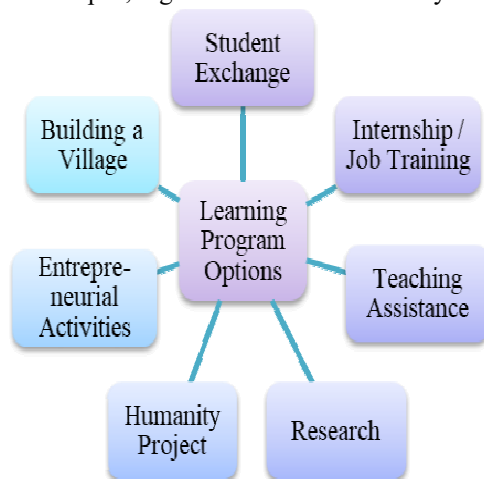 Student
Exchange
Building a
Village
Internship /
Job Training
Learning
Program
Options
Entrepre-
neurial
Activities
Teaching
Assistance
Humanity
Project
Research